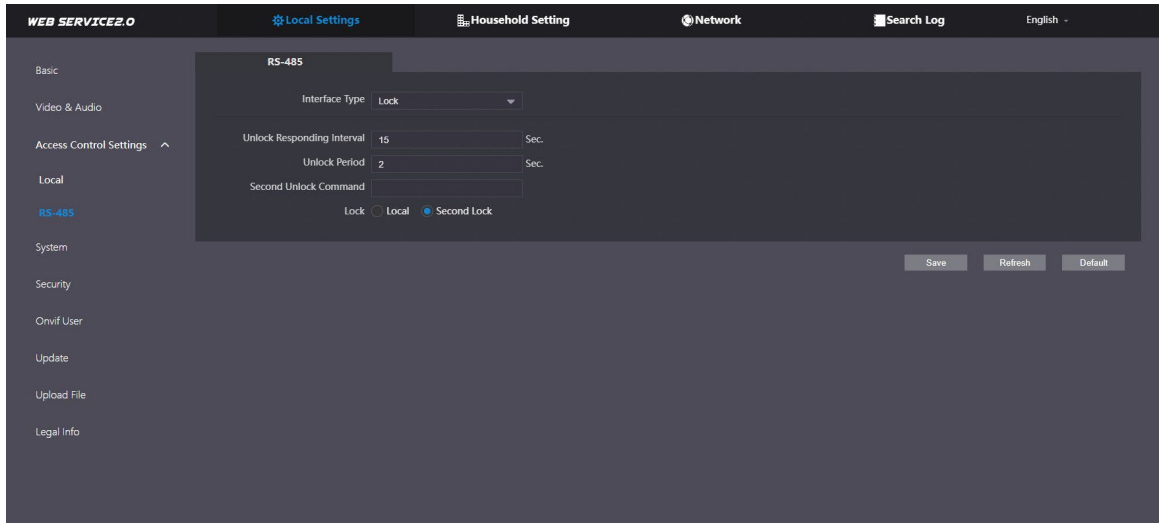 WEB SERVICE2.0 Local Settings Household Setting Network Search Log English
Basic
Video & Audio
Access Control Settings
Local
RS-485
System
Security
Onvif User
Update
Upload File
Legal Info
RS-485
Interface Type Lock
Unlock Responding Interval 15 Sec.
Unlock Period 2 Sec.
Second Unlock Command
Lock Local Second Lock
Save Refresh Default